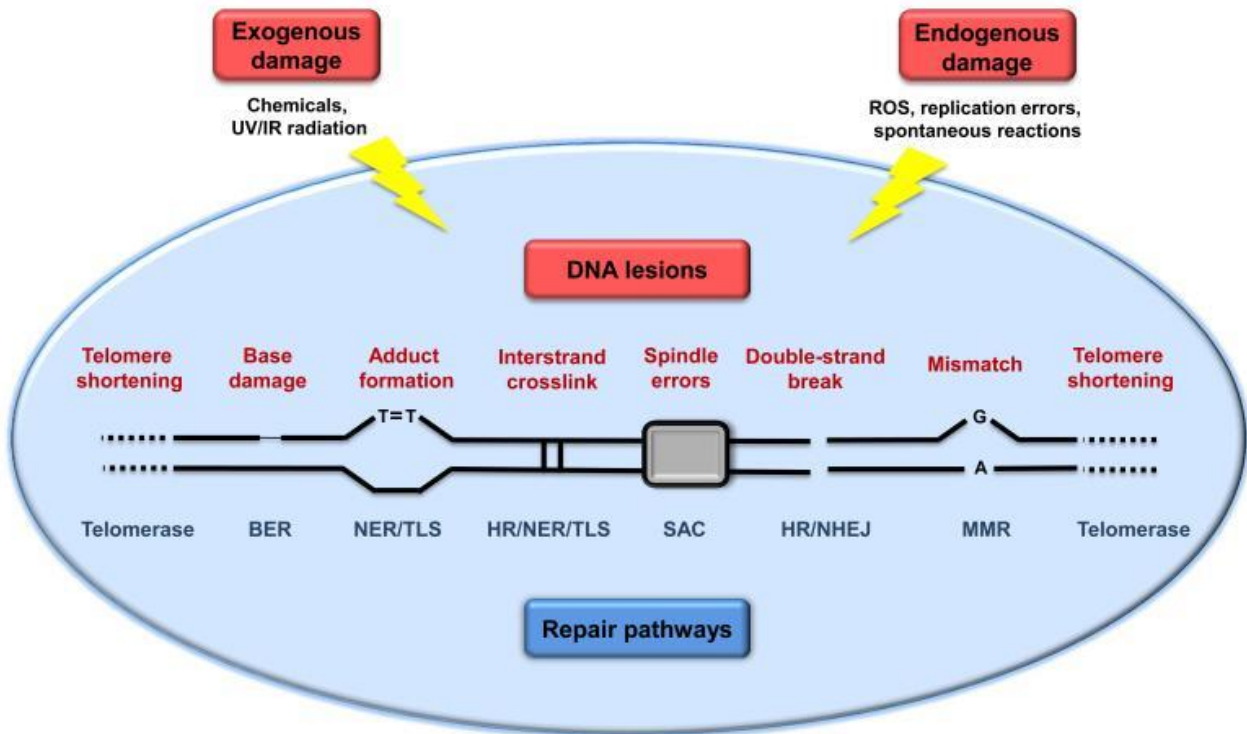 Exogenous
damage
Endogenous
damage
Chemicals,
UV/IR radiation
ROS, replication errors,
spontaneous reactions
DNA lesions
Telomere
shortening
Base
damage
Adduct
formation
Interstrand
crosslink
Spindle
errors
Double-strand
break
Mismatch
Telomere
shortening
T=T
G
A
Telomerase
BER
NER/TLS
HR/NER/TLS
SAC
HR/NHEJ
MMR
Telomerase
Repair pathways